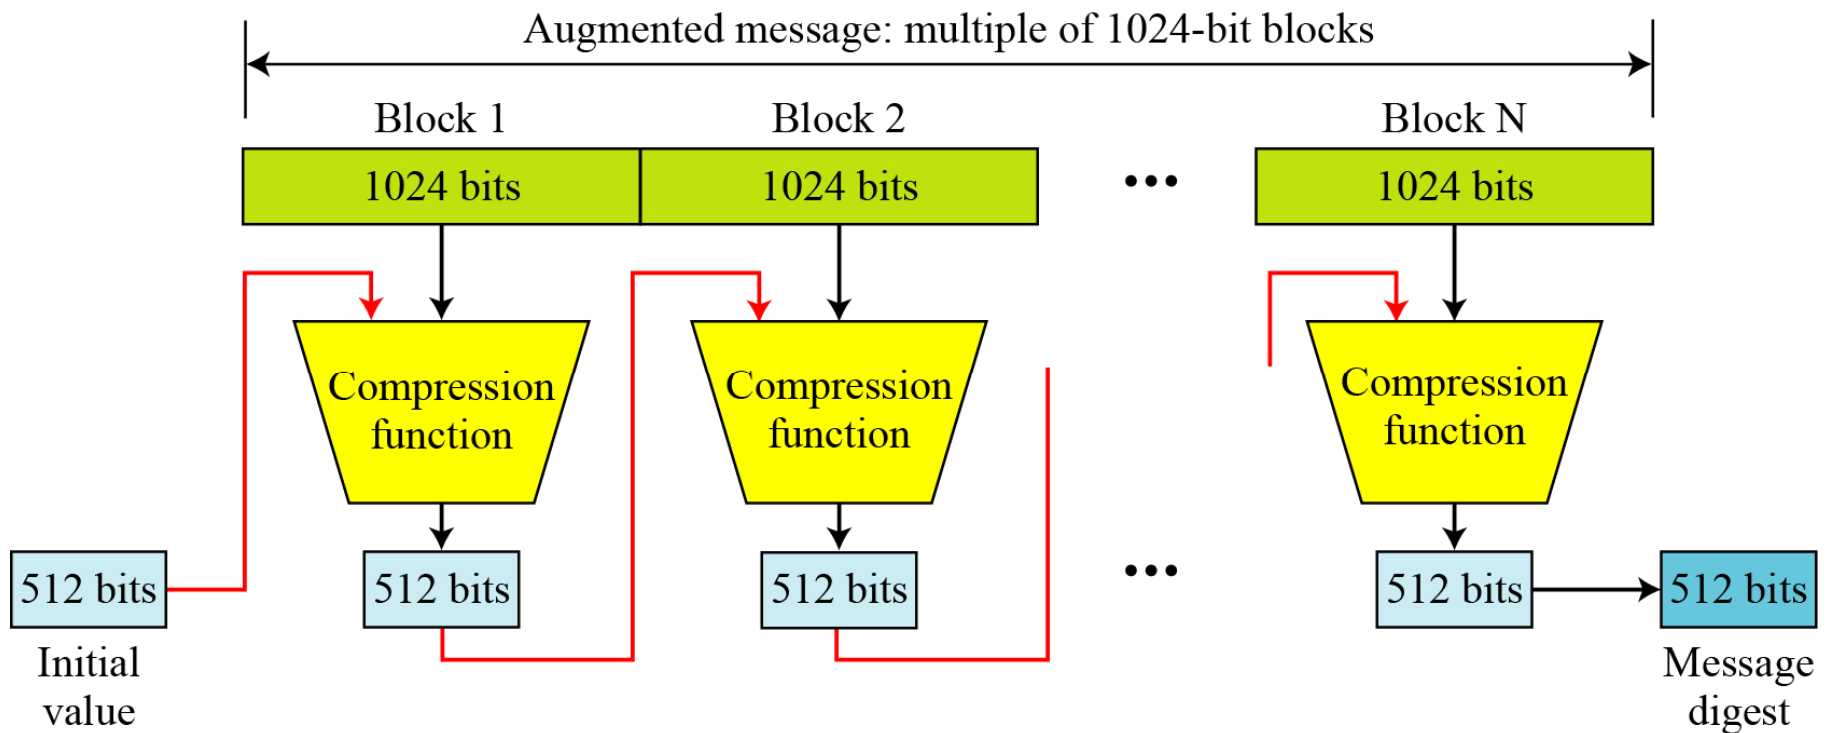 Augmented message: multiple of 1024-bit blocks
Block 1
Block 2
Block N
1024 bits
1024 bits
...
1024 bits
Compression
function
Compression
function
Compression
function
512 bits
512 bits
512 bits
...
512 bits
512 bits
Initial
value
Message
digest